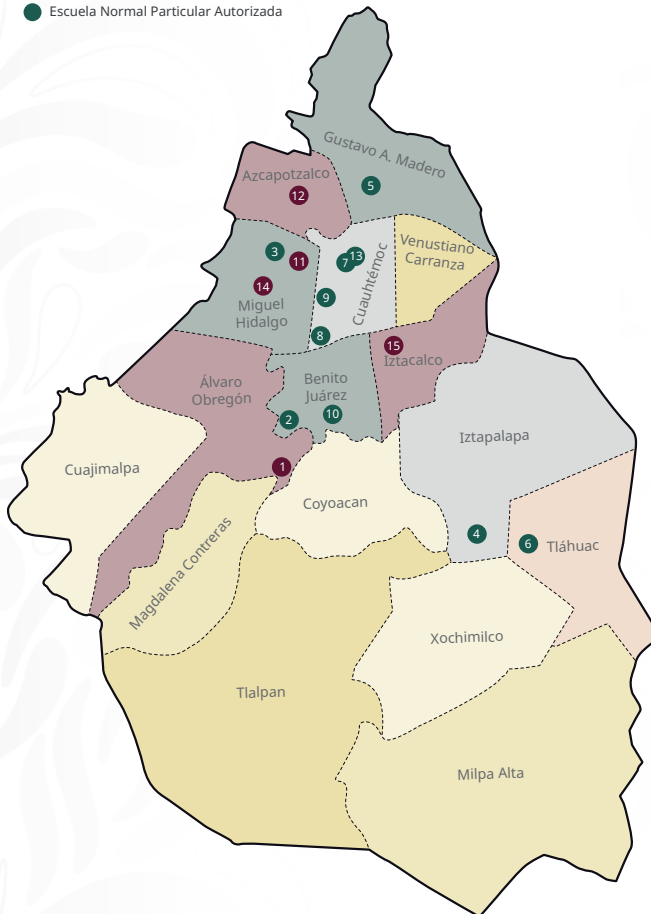 Escuela Normal Particular Autorizada
Gustavo A. Madero
5
Azcapotzalco
12
3
11
14
Miguel
Hidalgo
7
13
9
8
Cuauhtémoc
Venustiano
Carranza
15
Iztacalco
Álvaro
Obregón
Benito
Juárez
2
10
1
Iztapalapa
4
Cuajimalpa
Coyoacan
Magdalena Contreras
6
Tláhuac
Xochimilco
Tlalpan
Milpa Alta